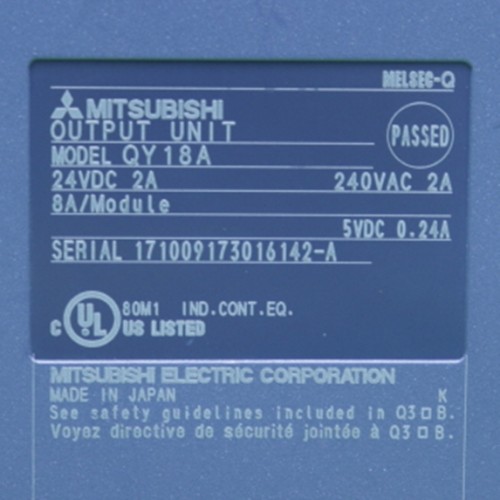 MELSEC-Q
MITSUBISHI
OUTPUT UNIT
PASSED
MODEL QY18A
24VDC 2A 240VAC 2A
8A/Module
5VDC 0.24A
SERIAL 171009173016142-A
C UL US LISTED
80M1 IND.CONT.EQ.
MITSUBISHI ELECTRIC CORPORATION
MADE IN JAPAN K
See safety guidelines included in Q3□B.
Voyez directive de sécurité jointée à Q3□B.